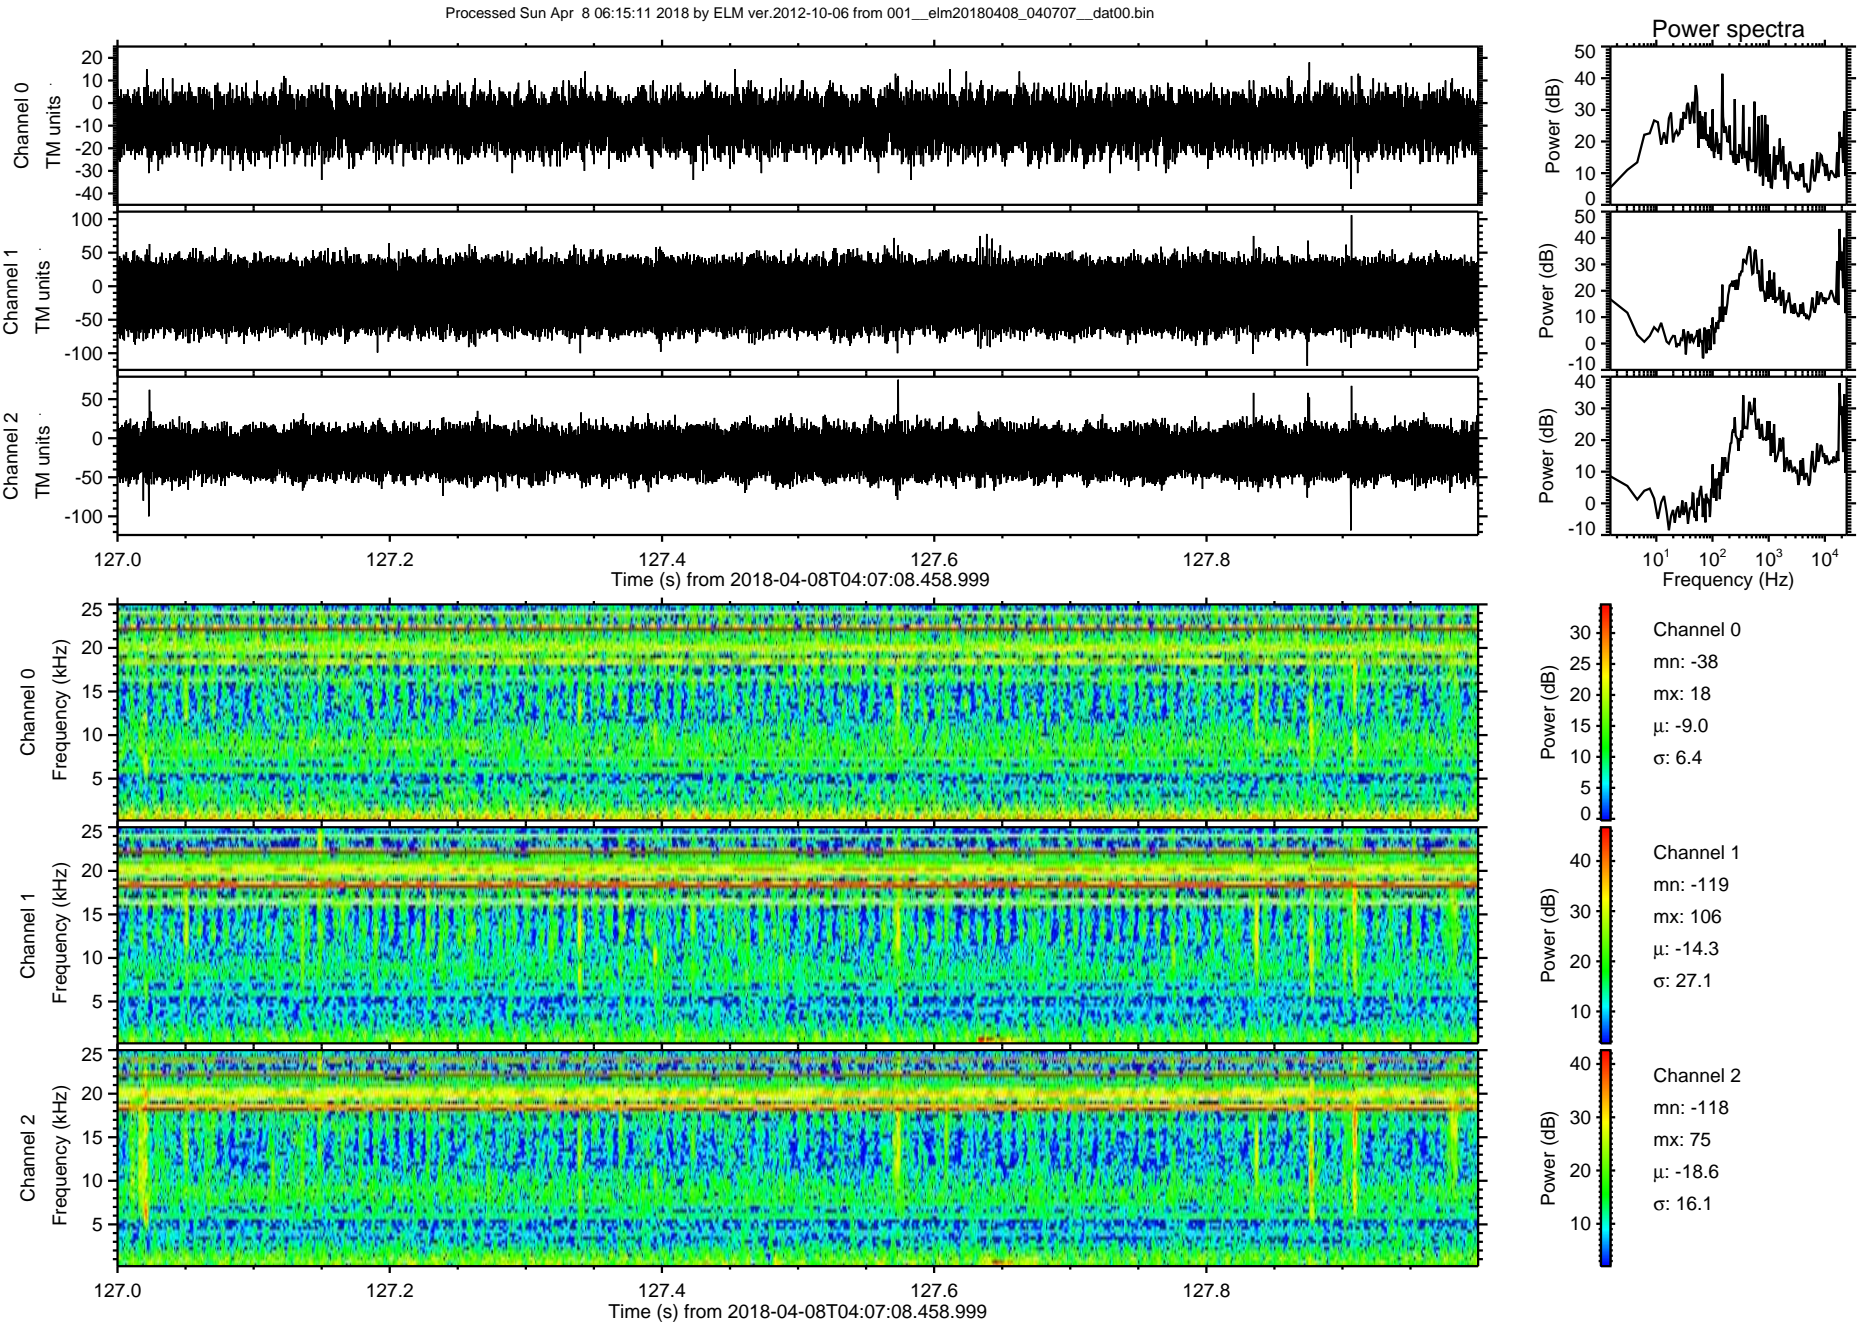 Processed Sun Apr  8 06:15:11 2018 by ELM ver.2012-10-06 from 001__elm20180408_040707__dat00.bin
Power spectra
Channel 0
TM units
20
10
0
-10
-20
-30
-40
Power (dB)
50
40
30
20
10
0
Channel 1
TM units
100
50
0
-50
-100
Power (dB)
50
40
30
20
10
0
-10
Channel 2
TM units
50
0
-50
-100
Power (dB)
40
30
20
10
0
-10
127.0 127.2 127.4 127.6 127.8
Time (s) from 2018-04-08T04:07:08.458.999
10¹ 10² 10³ 10⁴
Frequency (Hz)
Channel 0
Frequency (kHz)
25
20
15
10
5
Power (dB)
30
25
20
15
10
5
0
Channel 0
mn: -38
mx: 18
μ: -9.0
σ: 6.4
Channel 1
Frequency (kHz)
25
20
15
10
5
Power (dB)
40
30
20
10
Channel 1
mn: -119
mx: 106
μ: -14.3
σ: 27.1
Channel 2
Frequency (kHz)
25
20
15
10
5
Power (dB)
40
30
20
10
Channel 2
mn: -118
mx: 75
μ: -18.6
σ: 16.1
127.0 127.2 127.4 127.6 127.8
Time (s) from 2018-04-08T04:07:08.458.999